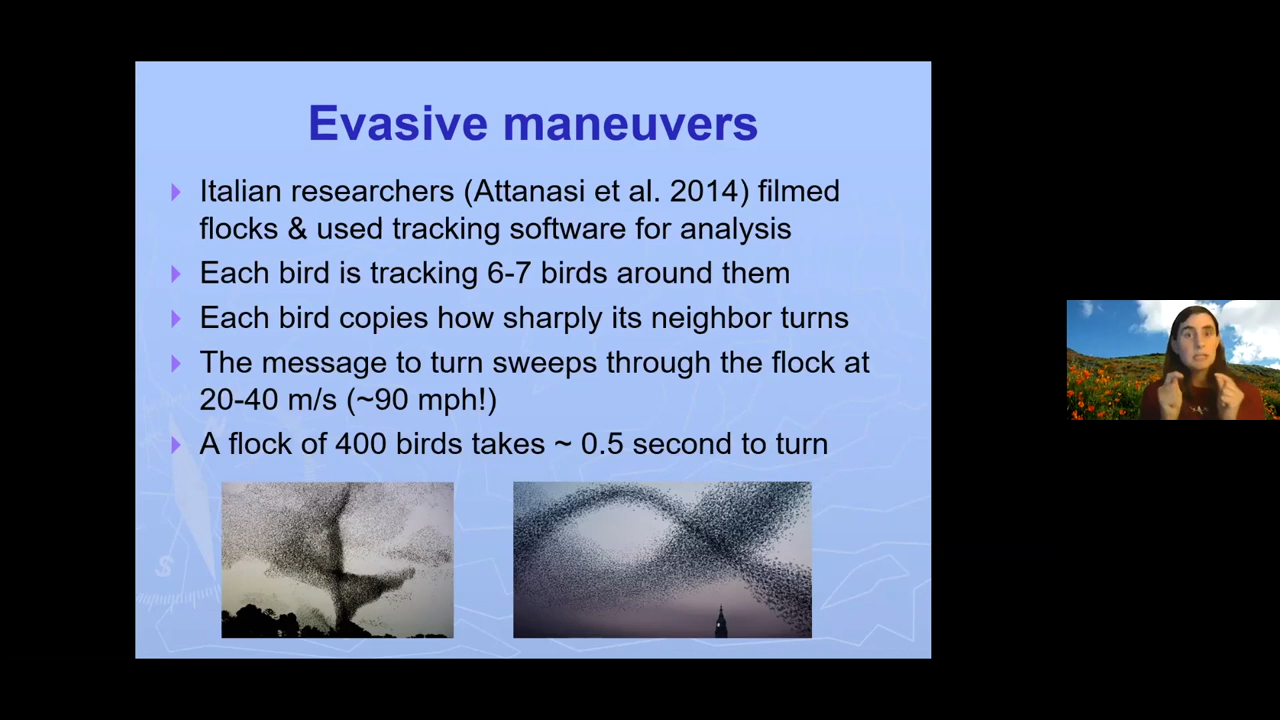 Evasive maneuvers
Italian researchers (Attanasi et al. 2014) filmed
flocks & used tracking software for analysis
Each bird is tracking 6-7 birds around them
Each bird copies how sharply its neighbor turns
The message to turn sweeps through the flock at
20-40 m/s (~90 mph!)
A flock of 400 birds takes ~ 0.5 second to turn